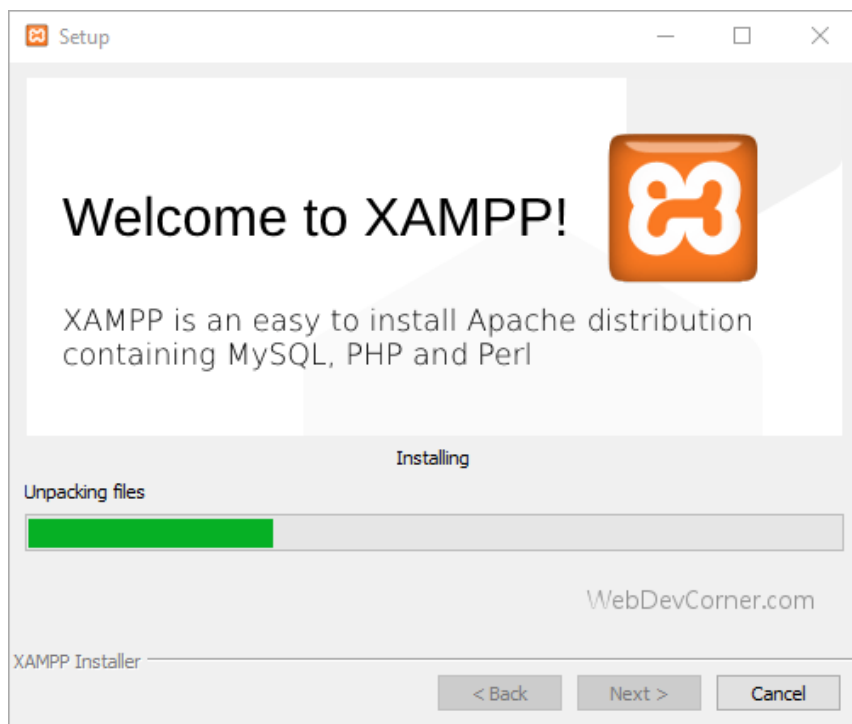 Setup
Welcome to XAMPP!
XAMPP is an easy to install Apache distribution
containing MySQL, PHP and Perl
Installing
Unpacking files
WebDevCorner.com
XAMPP Installer
< Back
Next >
Cancel